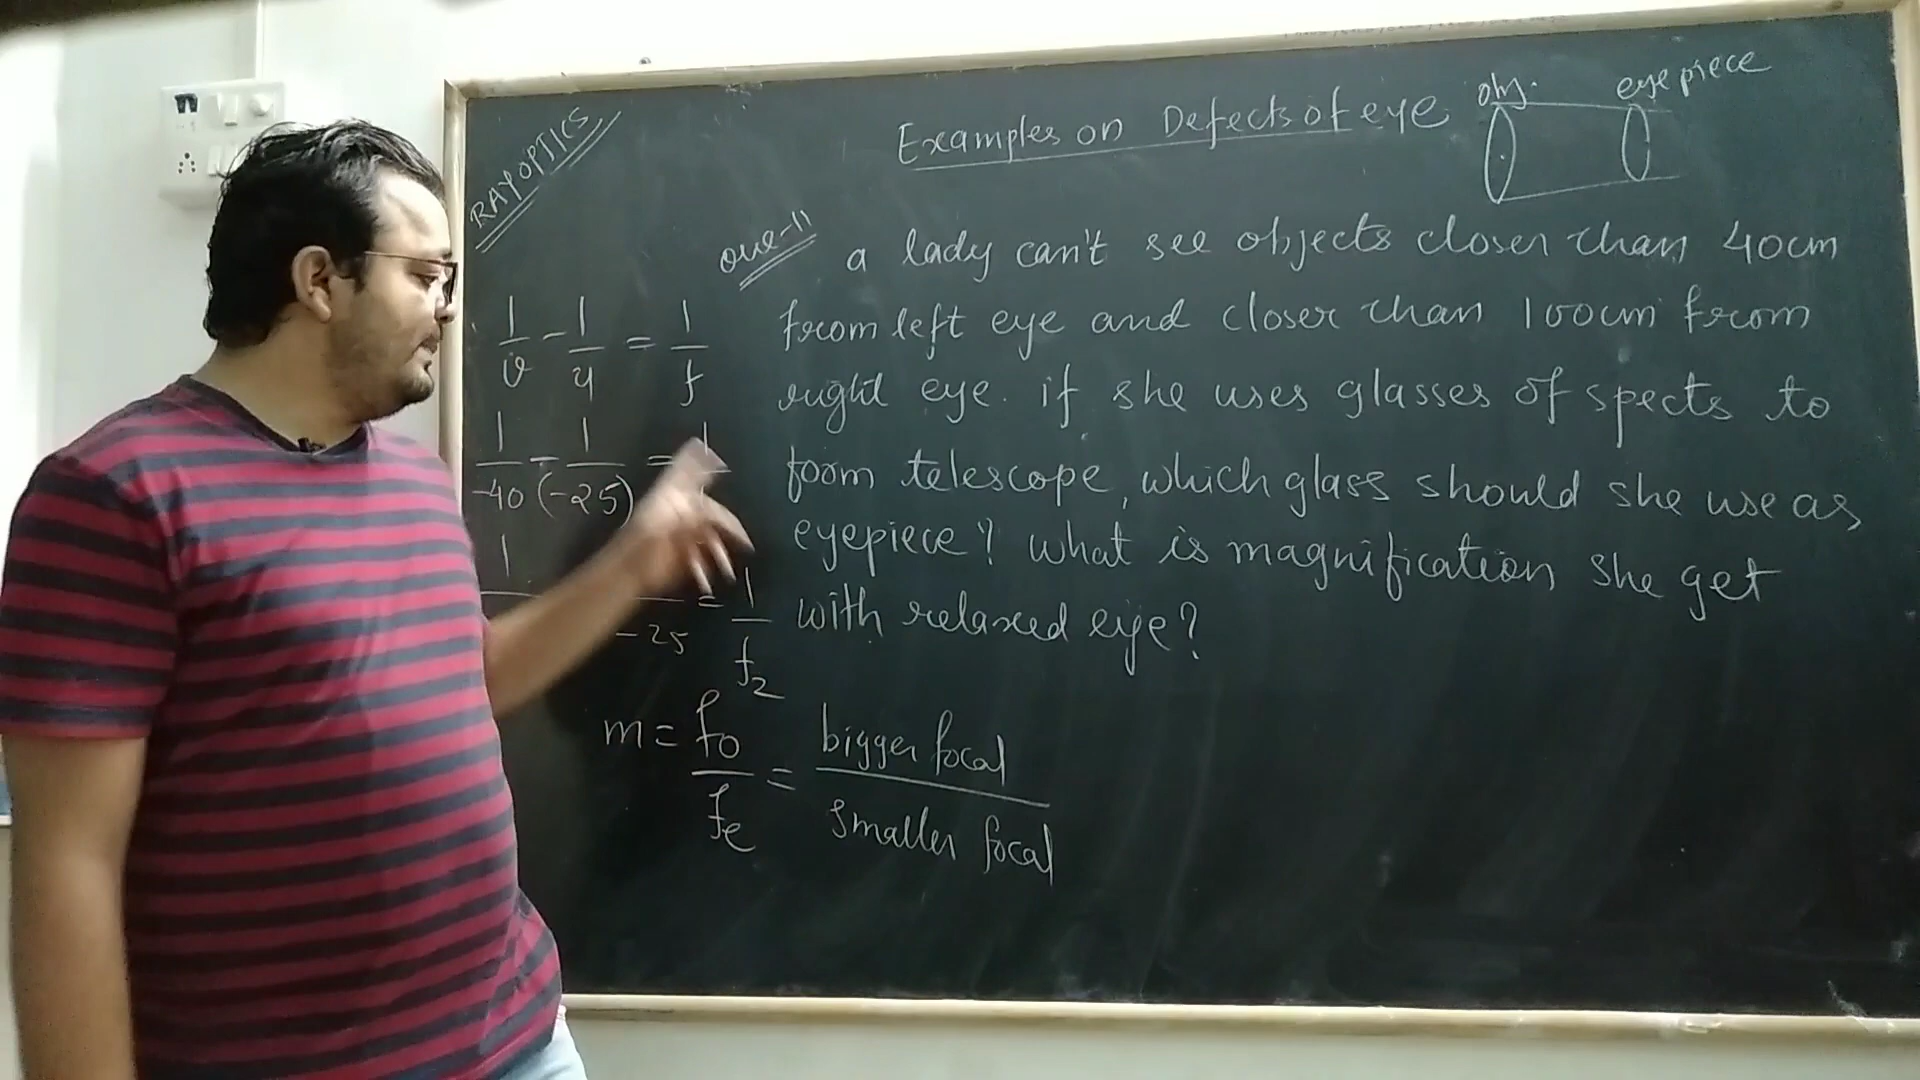 RAY OPTICS
Examples on Defects of eye
obj. eye piece
Que-11 a lady can't see objects closer than 40cm
from left eye and closer than 100cm from
right eye. if she uses glasses of spects to
form telescope, which glass should she use as
eyepiece? What is magnification she get
with relaxed eye?
1/v - 1/u = 1/f
1/-40 - 1/(-25) = 1
1 -25 = 1/f2
m = fo/fe = bigger focal/smaller focal